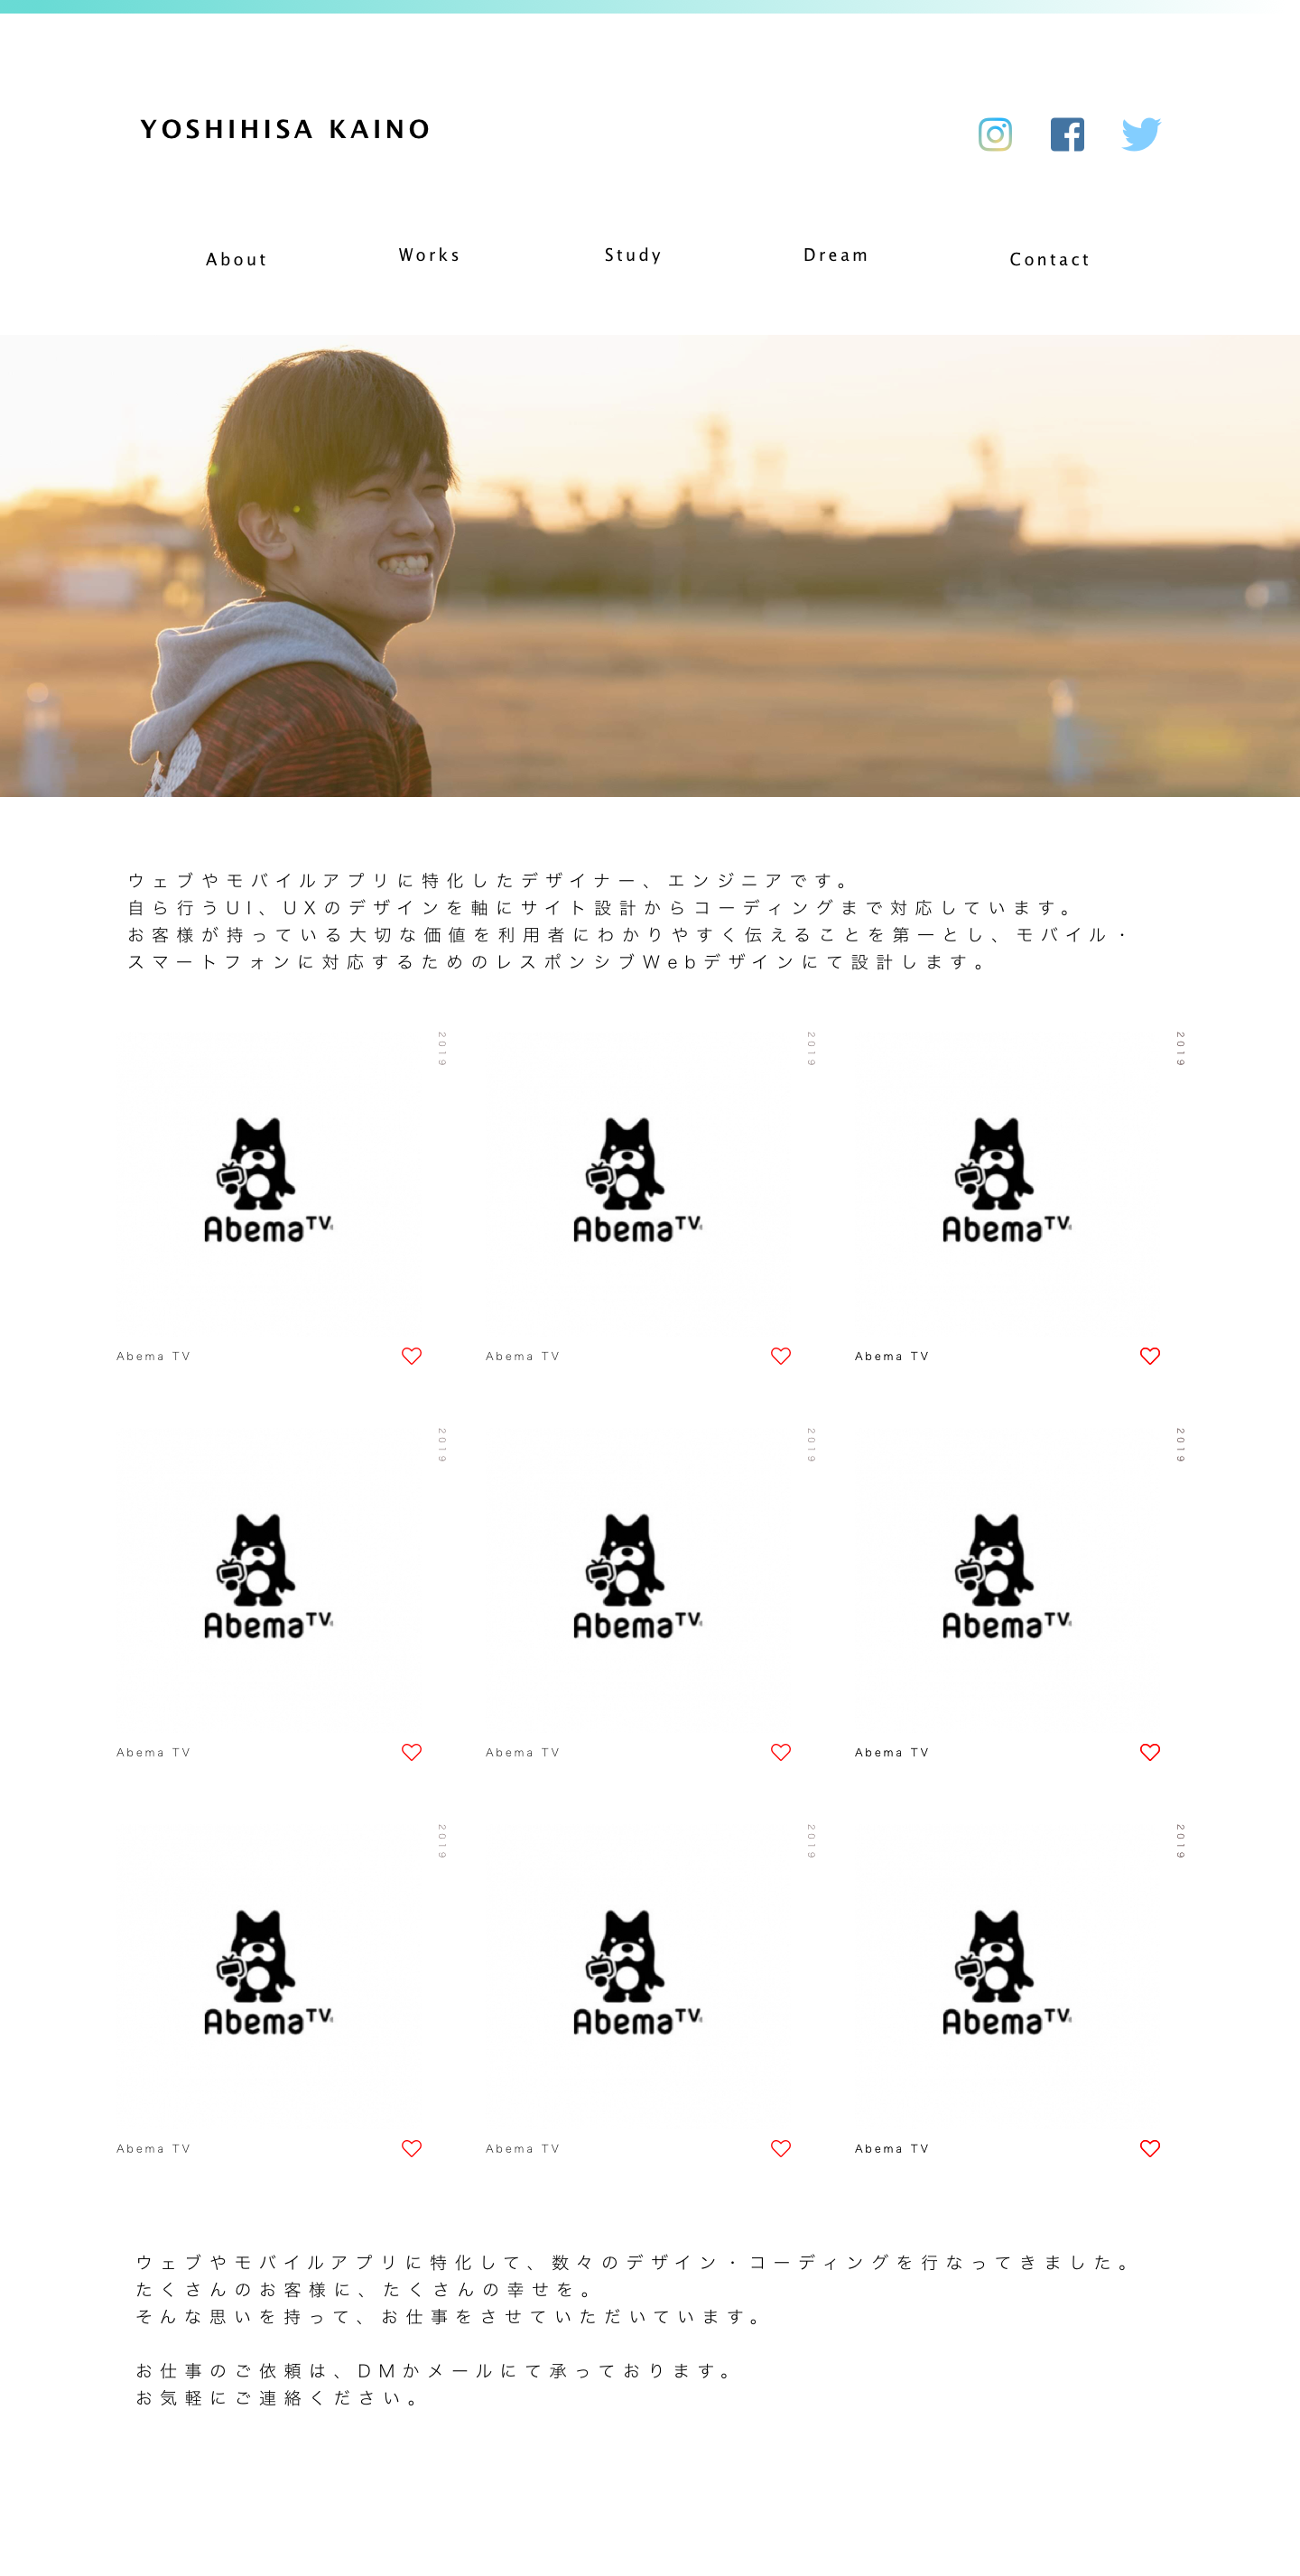 YOSHIHISA KAINO
About
Works
Study
Dream
Contact
ウェブやモバイルアプリに特化したデザイナー、エンジニアです。
自ら行うUI、UXのデザインを軸にサイト設計からコーディングまで対応しています。
お客様が持っている大切な価値を利用者にわかりやすく伝えることを第一とし、モバイル・
スマートフォンに対応するためのレスポンシブWebデザインにて設計します。
2019
2019
2019
AbemaTV
AbemaTV
AbemaTV
Abema TV
Abema TV
Abema TV
2019
2019
2019
AbemaTV
AbemaTV
AbemaTV
Abema TV
Abema TV
Abema TV
2019
2019
2019
AbemaTV
AbemaTV
AbemaTV
Abema TV
Abema TV
Abema TV
ウェブやモバイルアプリに特化して、数々のデザイン・コーディングを行なってきました。
たくさんのお客様に、たくさんの幸せを。
そんな思いを持って、お仕事をさせていただいています。
お仕事のご依頼は、DMかメールにて承っております。
お気軽にご連絡ください。